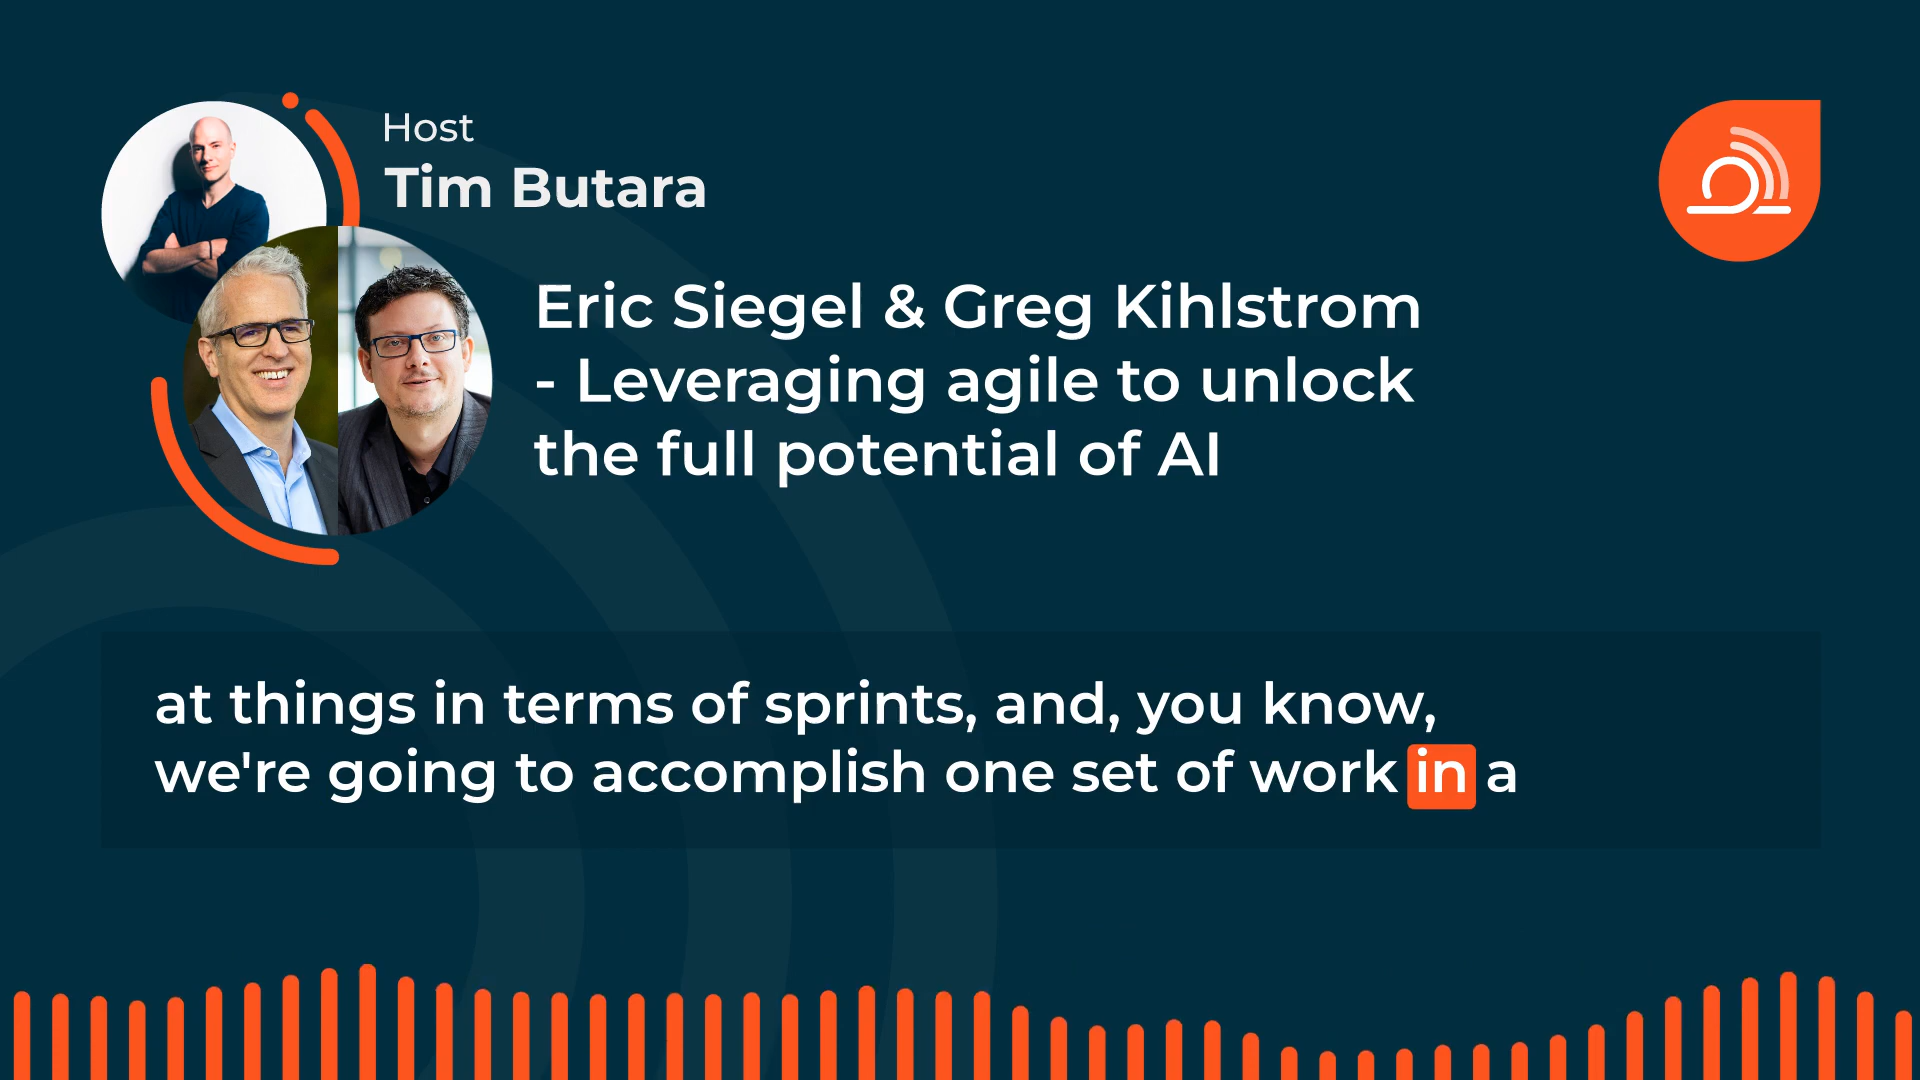 Host
Tim Butara
Eric Siegel & Greg Kihlstrom
- Leveraging agile to unlock
the full potential of AI
at things in terms of sprints, and, you know,
we're going to accomplish one set of work in a